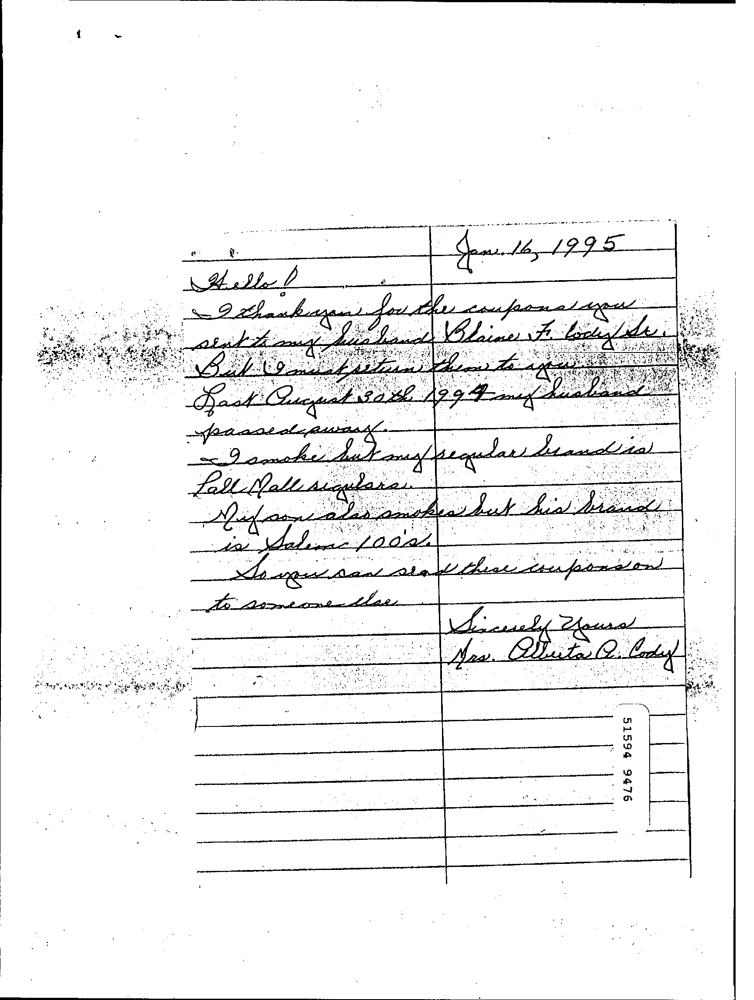 Jan. 16, 1995
Hello!
I thank you for the coupons you
sent to my husband Blaine F. Cody Sr.
But I must return them to you.
Last August 30th 1994 my husband
passed away.
I smoke but my regular brand is
Pall Mall regulars.
My son also smokes but his brand
is Salem 100's.
So you can send these coupons on
to someone else.
Sincerely Yours
Mrs. Alberta A. Cody
51594 9476